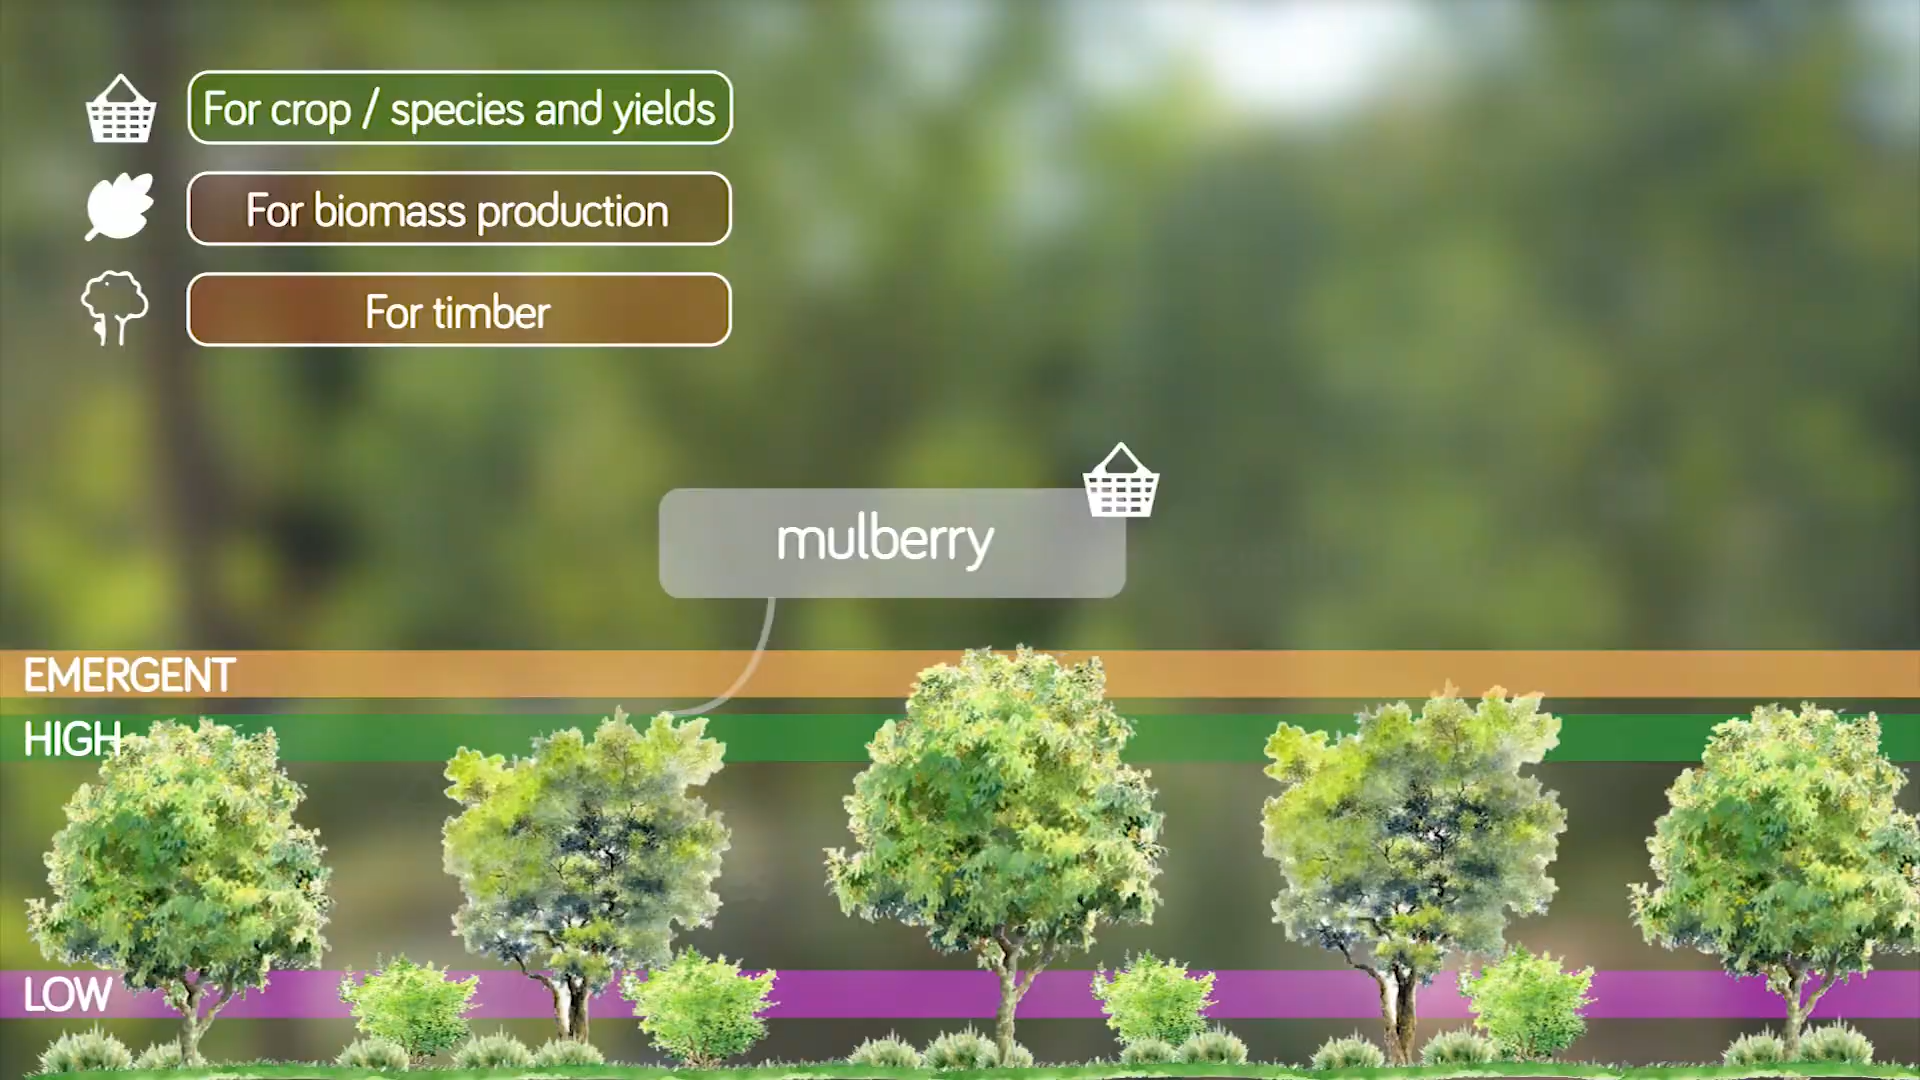 For crop / species and yields
For biomass production
For timber
mulberry
EMERGENT
HIGH
LOW